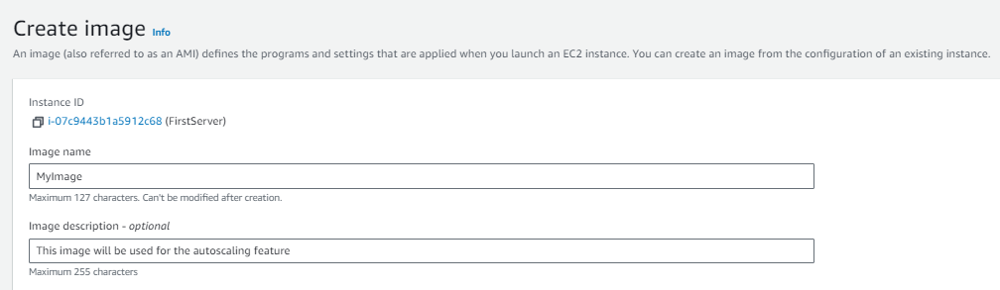 Create image Info
An image (also referred to as an AMI) defines the programs and settings that are applied when you launch an EC2 instance. You can create an image from the configuration of an existing instance.
Instance ID
i-07c9443b1a5912c68 (FirstServer)
Image name
MyImage
Maximum 127 characters. Can't be modified after creation.
Image description - optional
This image will be used for the autoscaling feature
Maximum 255 characters